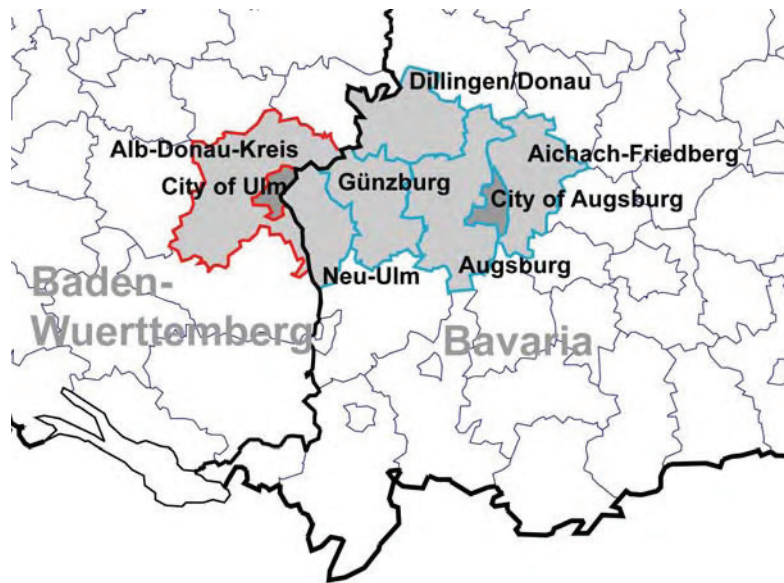 Dillingen/Donau
Alb-Donau-Kreis
Aichach-Friedberg
City of Ulm
Günzburg
City of Augsburg
Neu-Ulm
Augsburg
Baden-
Wuerttemberg
Bavaria